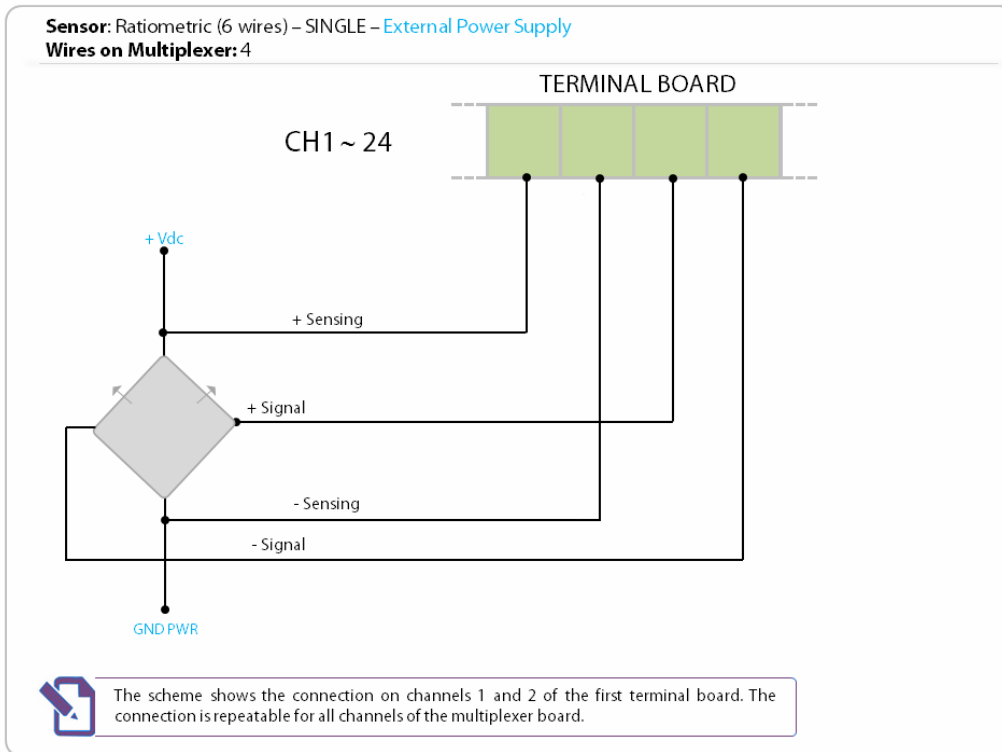 Sensor: Ratiometric (6 wires) – SINGLE – External Power Supply
Wires on Multiplexer: 4
TERMINAL BOARD
CH1 ~ 24
+ Vdc
+ Sensing
+ Signal
- Sensing
- Signal
GND PWR
The scheme shows the connection on channels 1 and 2 of the first terminal board. The
connection is repeatable for all channels of the multiplexer board.